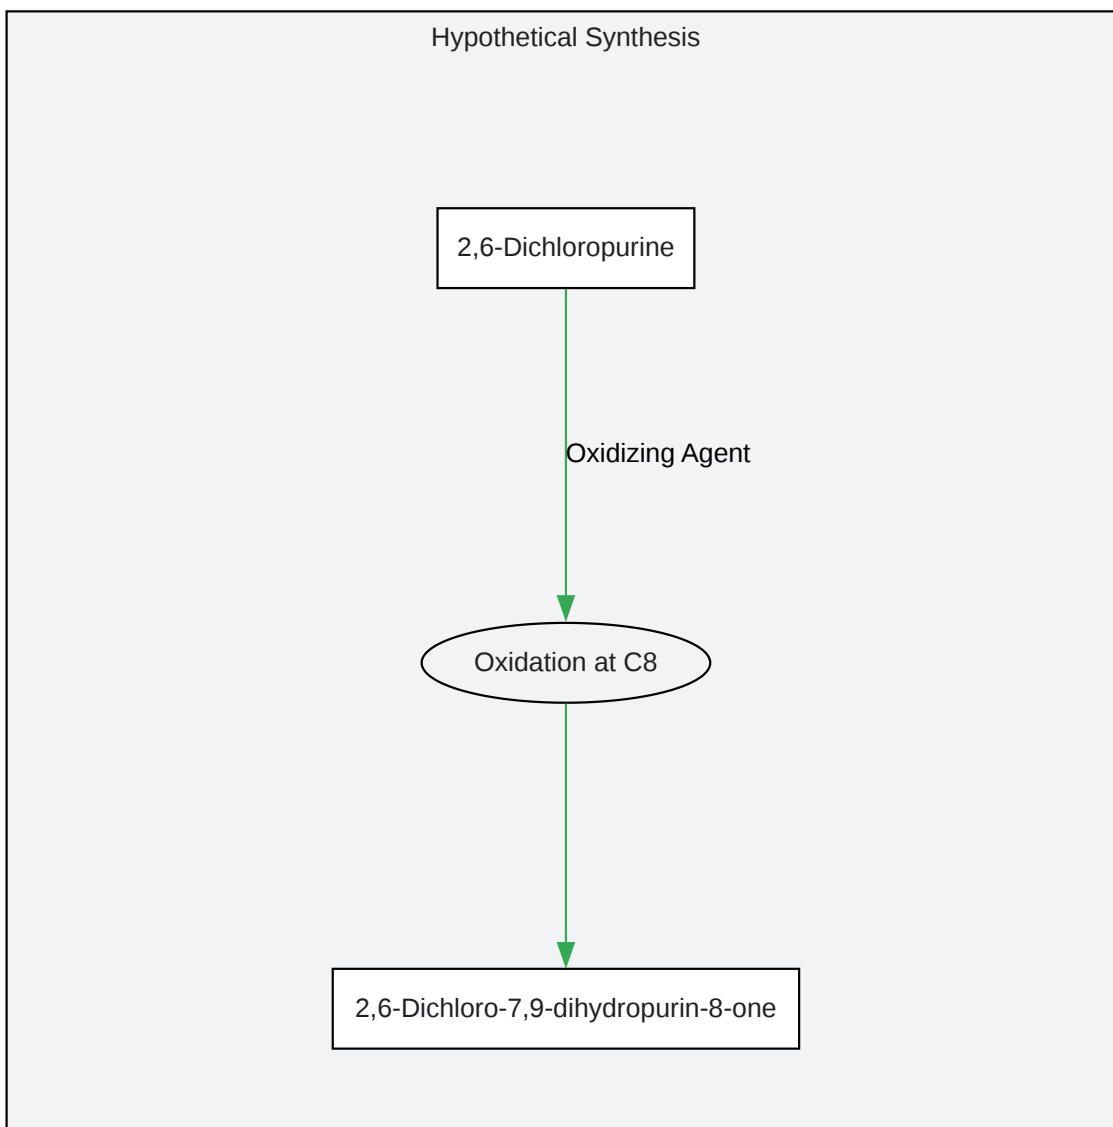 Hypothetical Synthesis
2,6-Dichloropurine
Oxidizing Agent
Oxidation at C8
2,6-Dichloro-7,9-dihydropurin-8-one